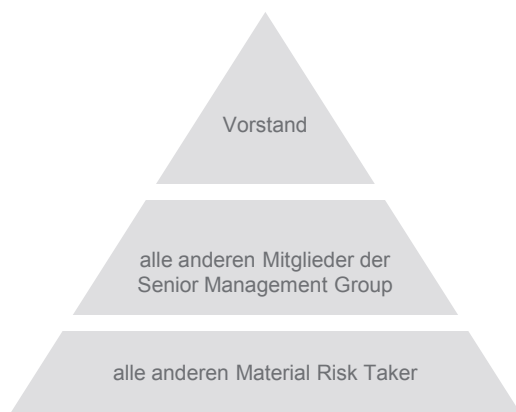 Vorstand
alle anderen Mitglieder der
Senior Management Group
alle anderen Material Risk Taker